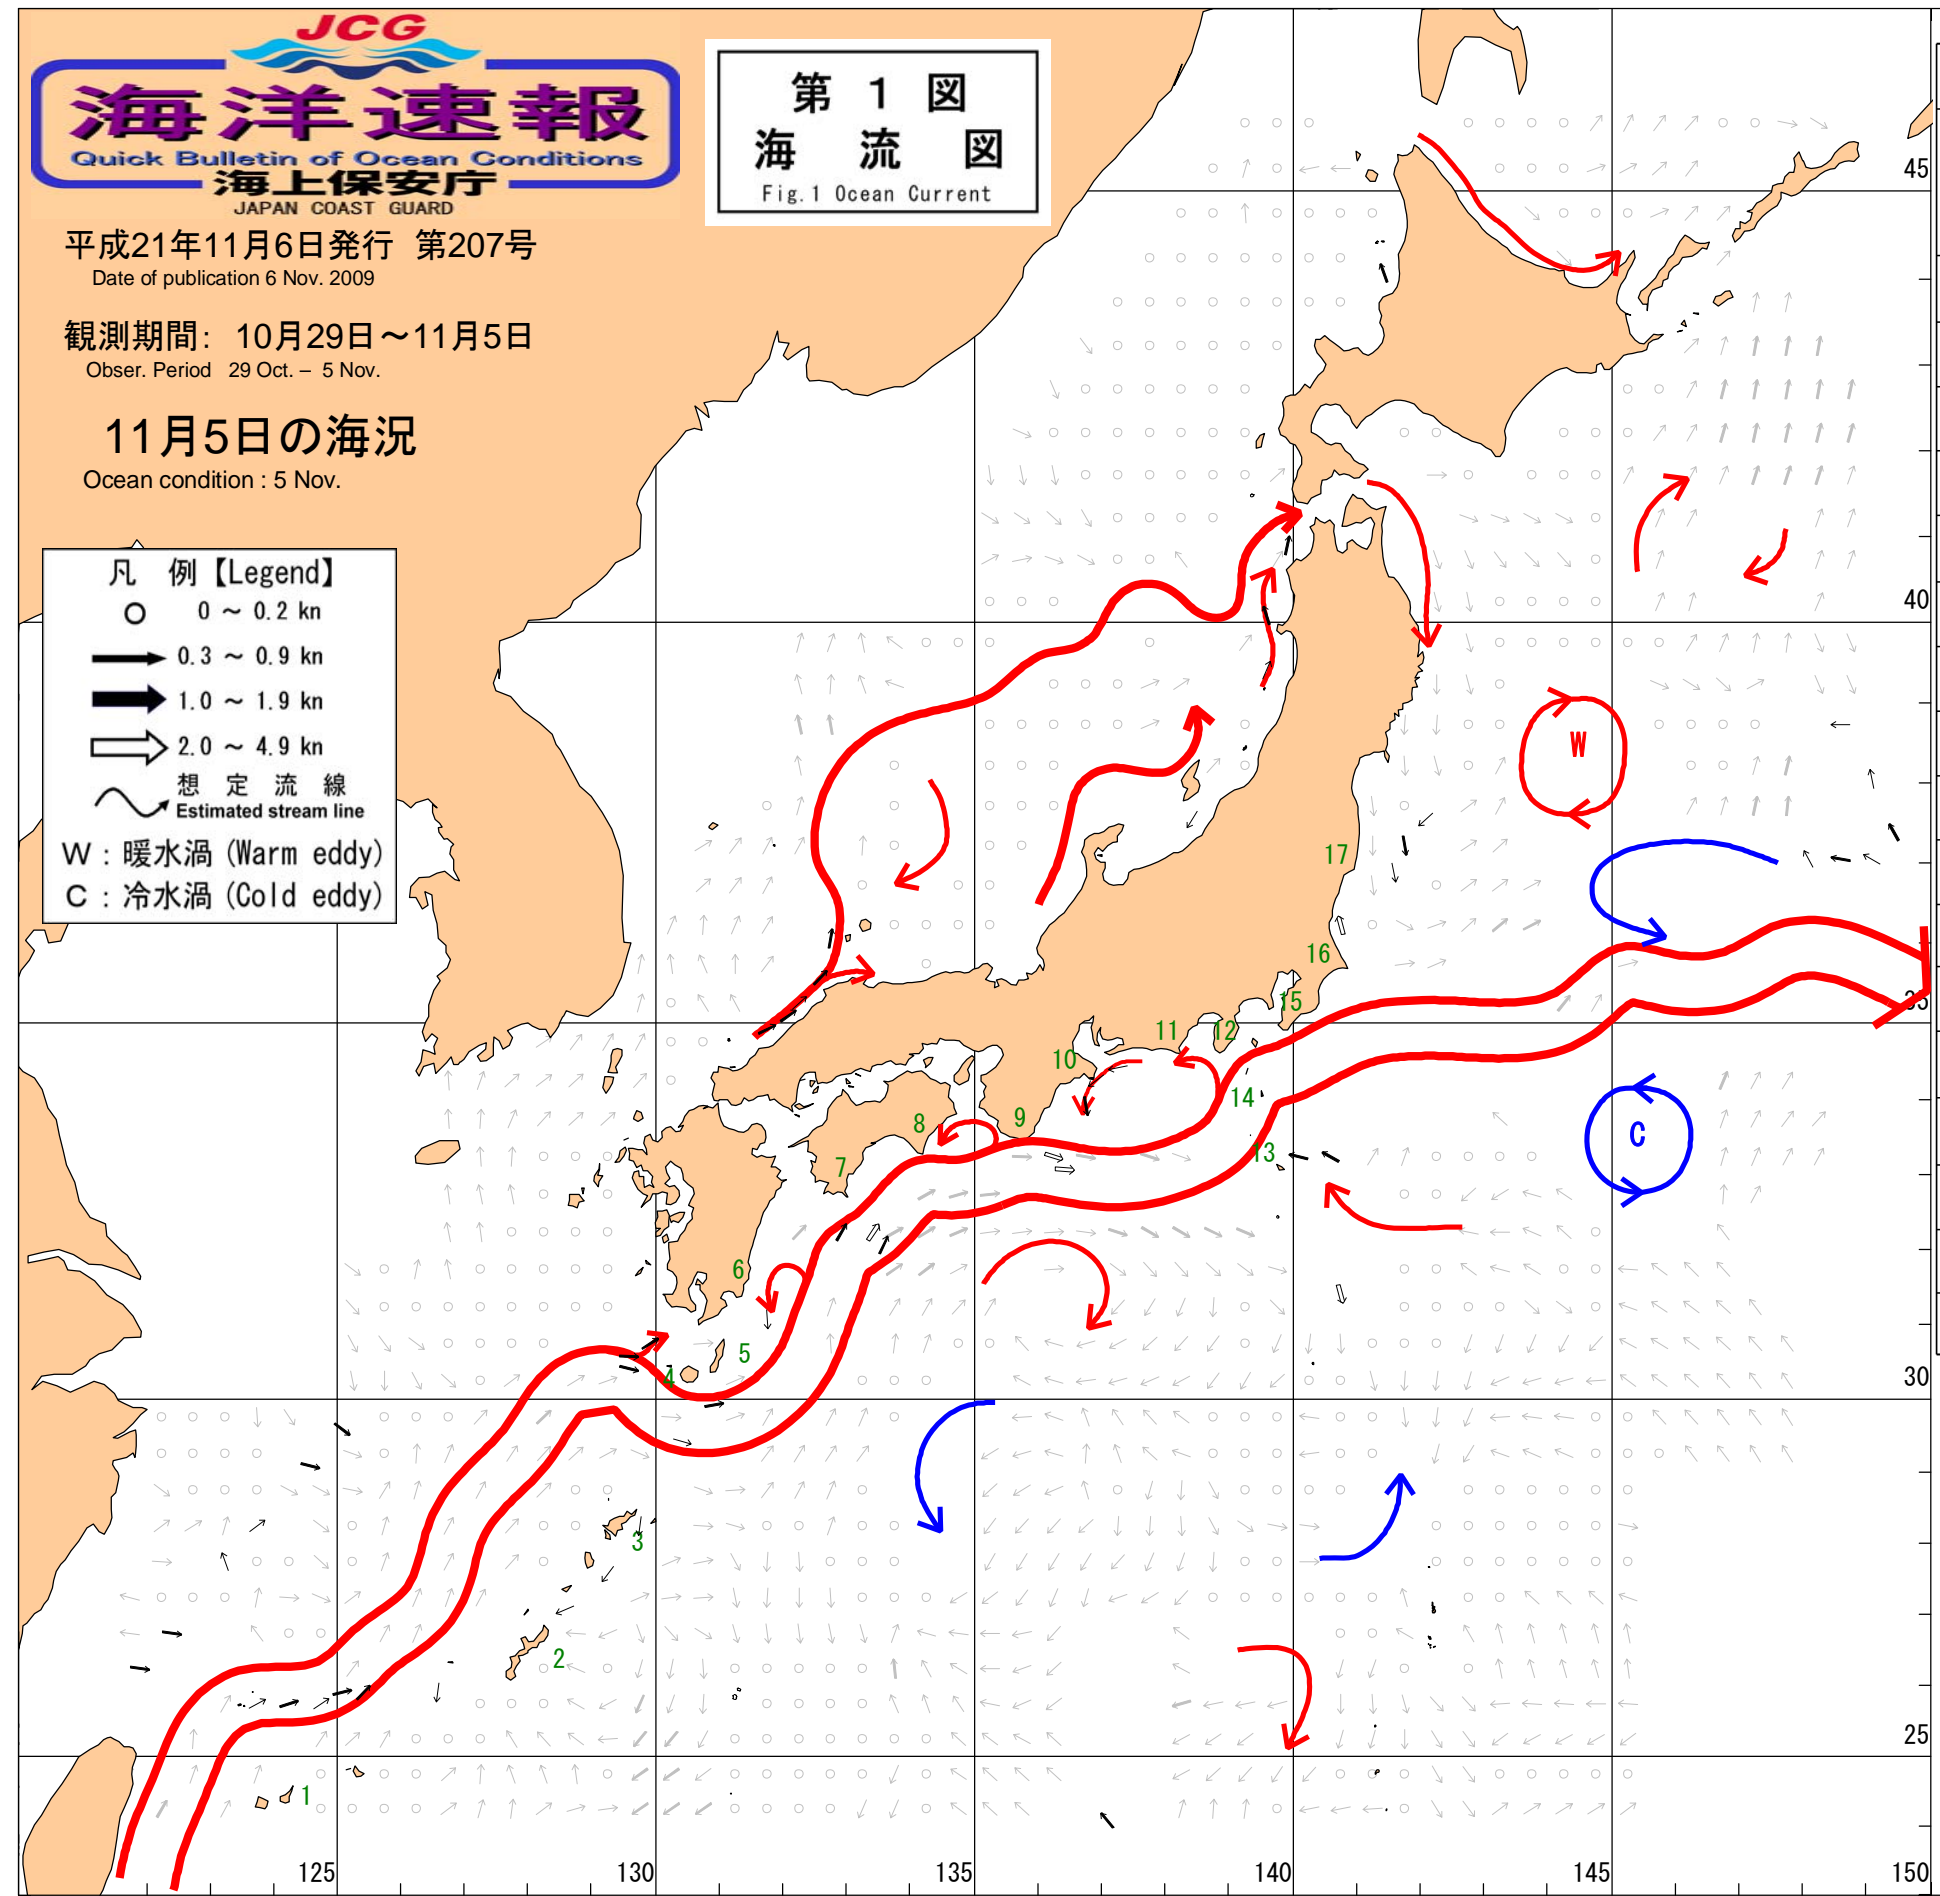 JCG
海洋速報
Quick Bulletin of Ocean Conditions
海上保安庁
JAPAN COAST GUARD
平成21年11月6日発行 第207号
Date of publication 6 Nov. 2009
観測期間: 10月29日～11月5日
Obser. Period 29 Oct. – 5 Nov.
11月5日の海況
Ocean condition : 5 Nov.
第 1 図
海 流 図
Fig.1 Ocean Current
凡 例【Legend】
0 ～ 0.2 kn
0.3 ～ 0.9 kn
1.0 ～ 1.9 kn
2.0 ～ 4.9 kn
想 定 流 線
Estimated stream line
W : 暖水渦 (Warm eddy)
C : 冷水渦 (Cold eddy)
45
40
W
17
16
15
35
11
12
10
14
9
8
C
13
7
6
5
4
30
3
2
25
1
125
130
135
140
145
150